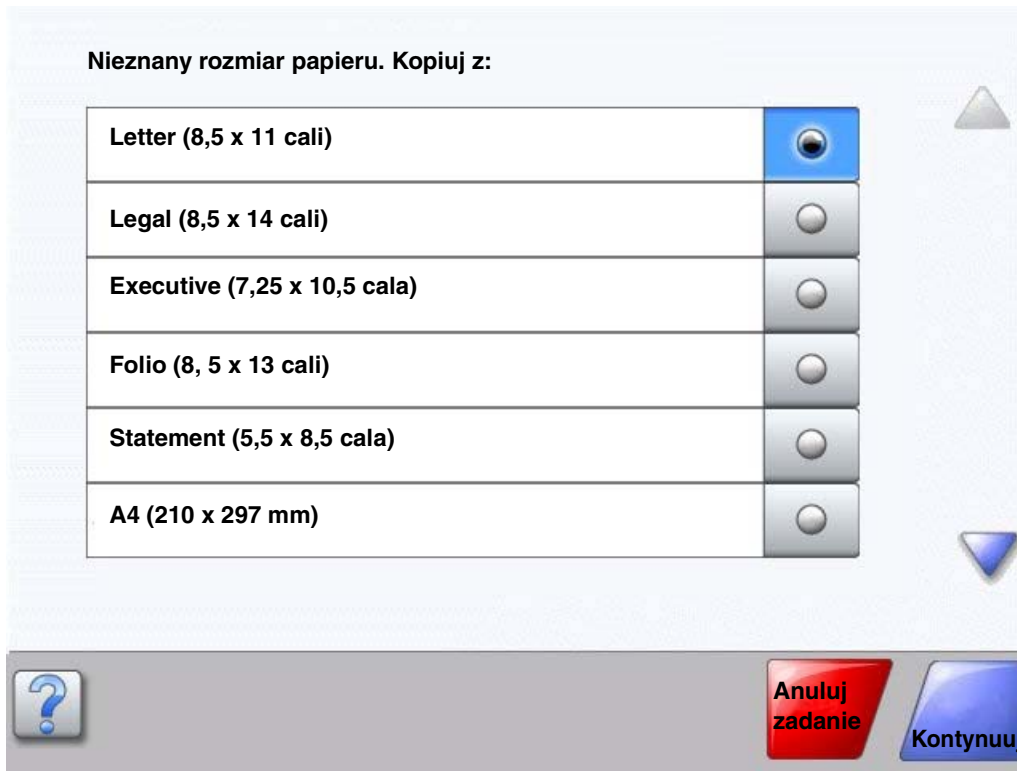 Nieznany rozmiar papieru. Kopiuj z:
Letter (8,5 x 11 cali)
Legal (8,5 x 14 cali)
Executive (7,25 x 10,5 cala)
Folio (8, 5 x 13 cali)
Statement (5,5 x 8,5 cala)
A4 (210 x 297 mm)
?
Anuluj
zadanie
Kontynuuj